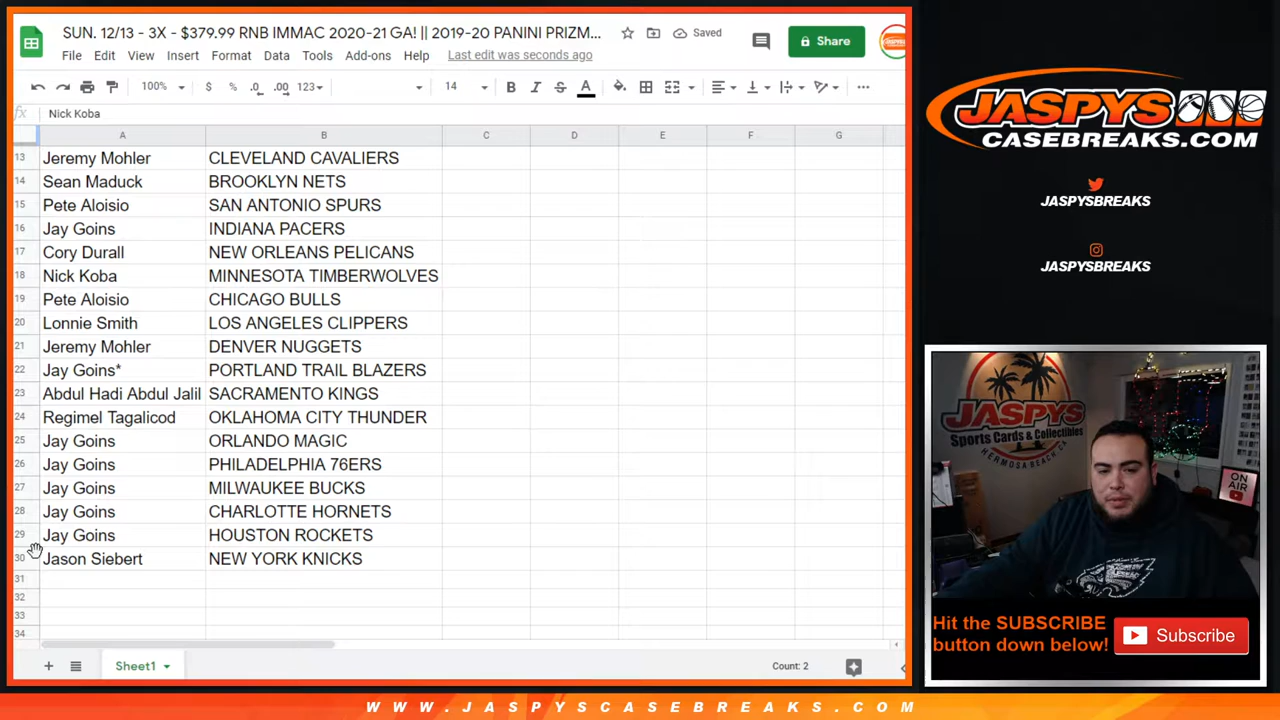 SUN. 12/13 - 3X - $379.99 RNB IMMAC 2020-21 GA! || 2019-20 PANINI PRIZM...
Saved
Share
File Edit View Insert Format Data Tools Add-ons Help Last edit was seconds ago
100% $ % .0 .00 123 14 B I S A
fx Nick Koba
A B C D E F G
13 Jeremy Mohler CLEVELAND CAVALIERS
14 Sean Maduck BROOKLYN NETS
15 Pete Aloisio SAN ANTONIO SPURS
16 Jay Goins INDIANA PACERS
17 Cory Durall NEW ORLEANS PELICANS
18 Nick Koba MINNESOTA TIMBERWOLVES
19 Pete Aloisio CHICAGO BULLS
20 Lonnie Smith LOS ANGELES CLIPPERS
21 Jeremy Mohler DENVER NUGGETS
22 Jay Goins* PORTLAND TRAIL BLAZERS
23 Abdul Hadi Abdul Jalil SACRAMENTO KINGS
24 Regimel Tagalicod OKLAHOMA CITY THUNDER
25 Jay Goins ORLANDO MAGIC
26 Jay Goins PHILADELPHIA 76ERS
27 Jay Goins MILWAUKEE BUCKS
28 Jay Goins CHARLOTTE HORNETS
29 Jay Goins HOUSTON ROCKETS
30 Jason Siebert NEW YORK KNICKS
31
32
33
34
Sheet1
Count: 2
JASPYS
CASEBREAKS.COM
JASPYSBREAKS
JASPYSBREAKS
JASPYS
Sports Cards & Collectibles
HERMOSA BEACH, CA
ON
AIR
Hit the SUBSCRIBE
button down below!
Subscribe
WWW.JASPYSCASEBREAKS.COM